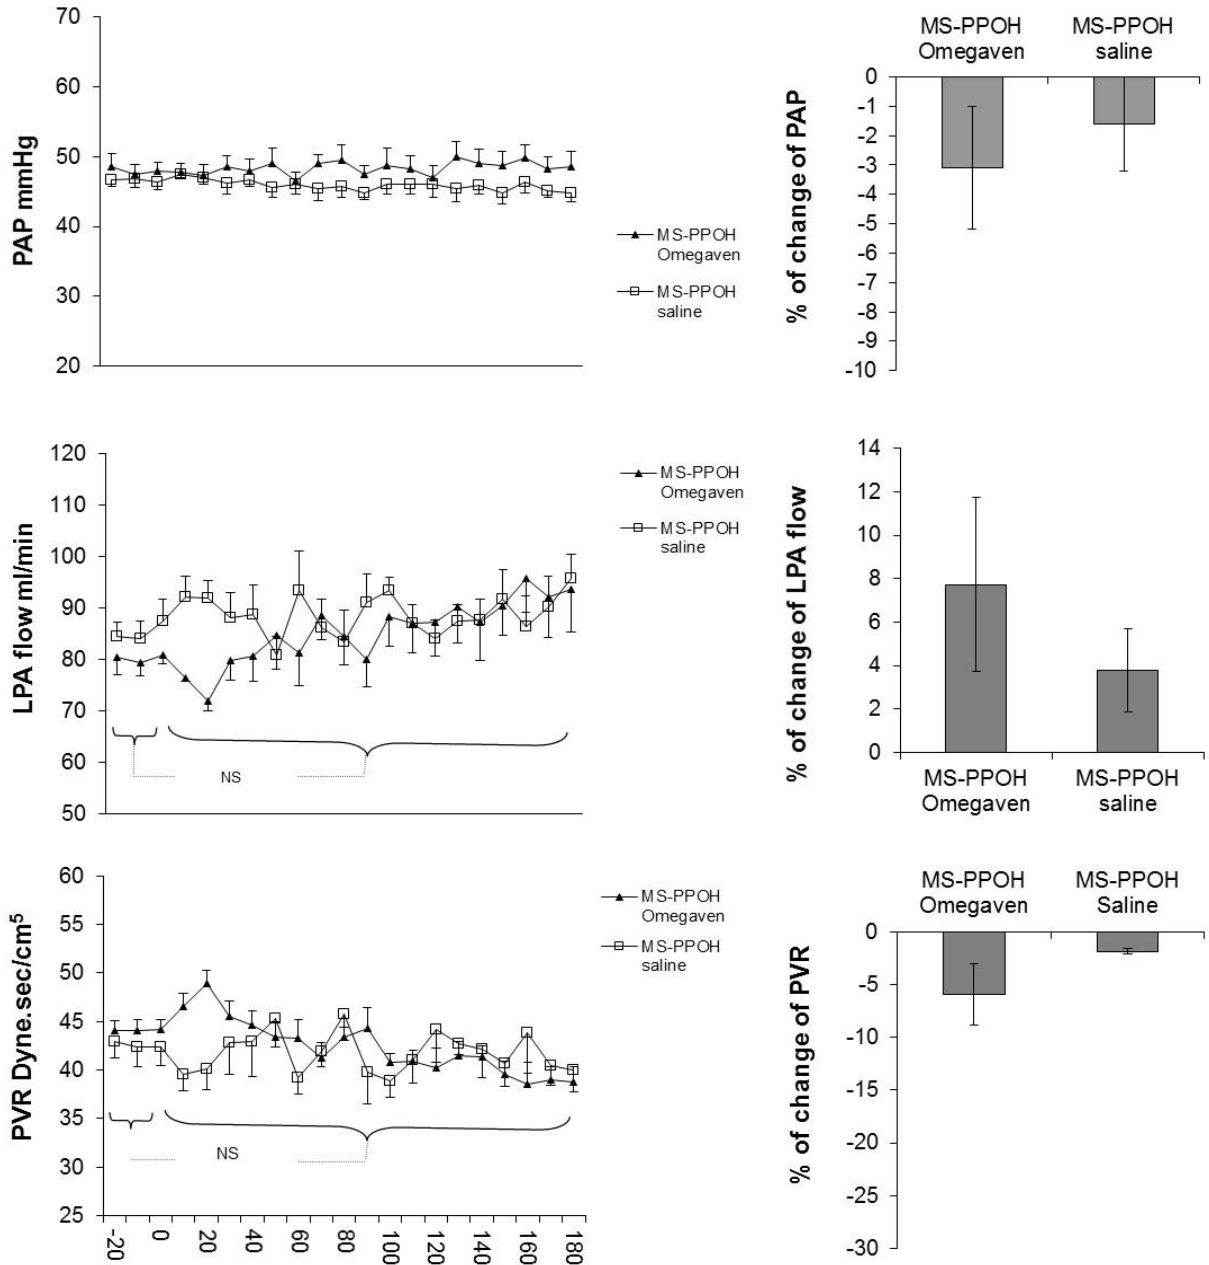 PAP mmHg
70
60
50
40
30
20
MS-PPOH
Omegaven
MS-PPOH
saline
MS-PPOH
Omegaven
MS-PPOH
saline
% of change of PAP
0
-1
-2
-3
-4
-5
-6
-7
-8
-9
-10
LPA flow ml/min
120
110
100
90
80
70
60
50
NS
MS-PPOH
Omegaven
MS-PPOH
saline
% of change of LPA flow
14
12
10
8
6
4
2
0
MS-PPOH
Omegaven
MS-PPOH
saline
PVR Dyne.sec/cm⁵
60
55
50
45
40
35
30
25
NS
-20
0
20
40
60
80
100
120
140
160
180
MS-PPOH
Omegaven
MS-PPOH
saline
MS-PPOH
Omegaven
MS-PPOH
Saline
% of change of PVR
0
-5
-10
-15
-20
-25
-30